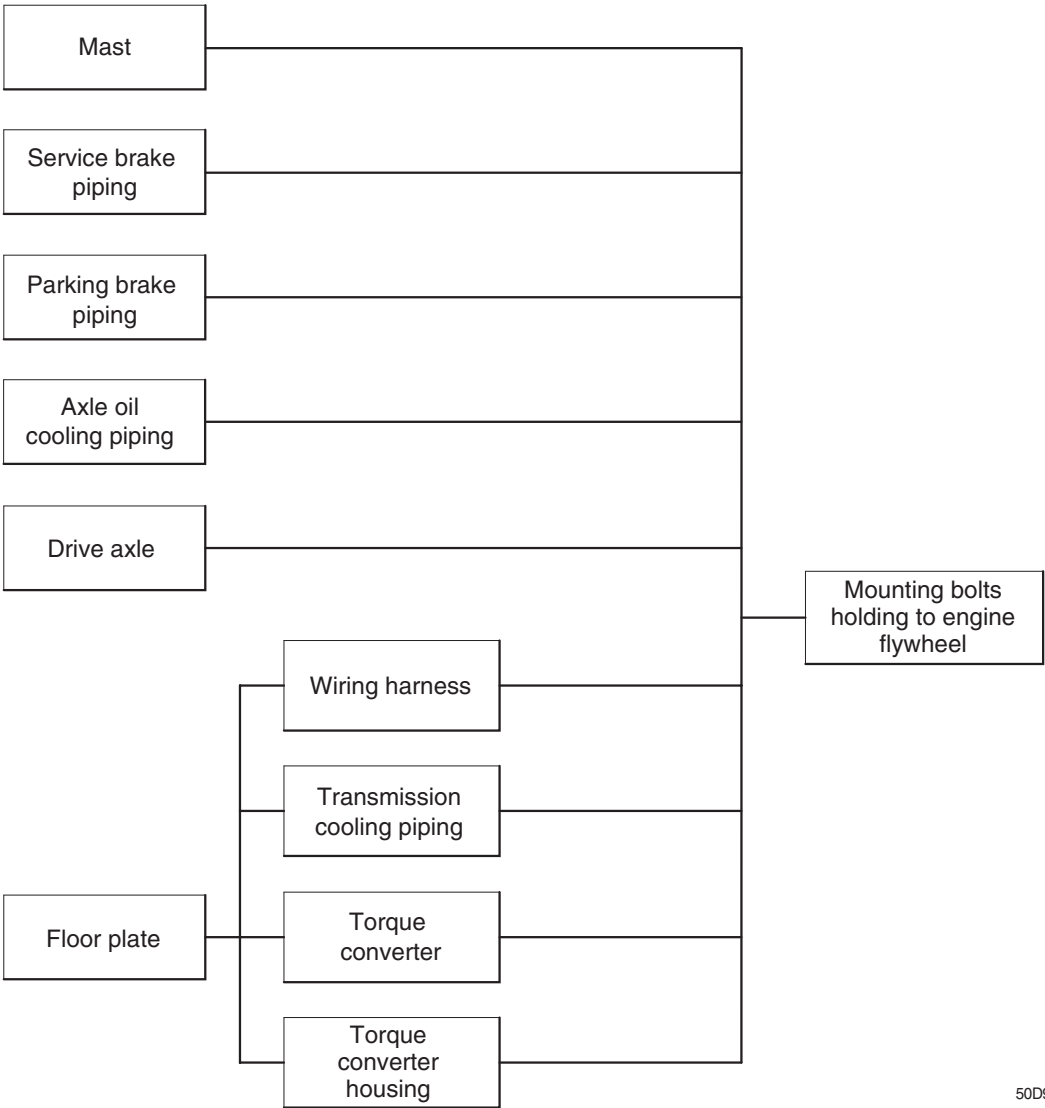 Mast
Service brake
piping
Parking brake
piping
Axle oil
cooling piping
Drive axle
Mounting bolts
holding to engine
flywheel
Wiring harness
Transmission
cooling piping
Floor plate
Torque
converter
Torque
converter
housing